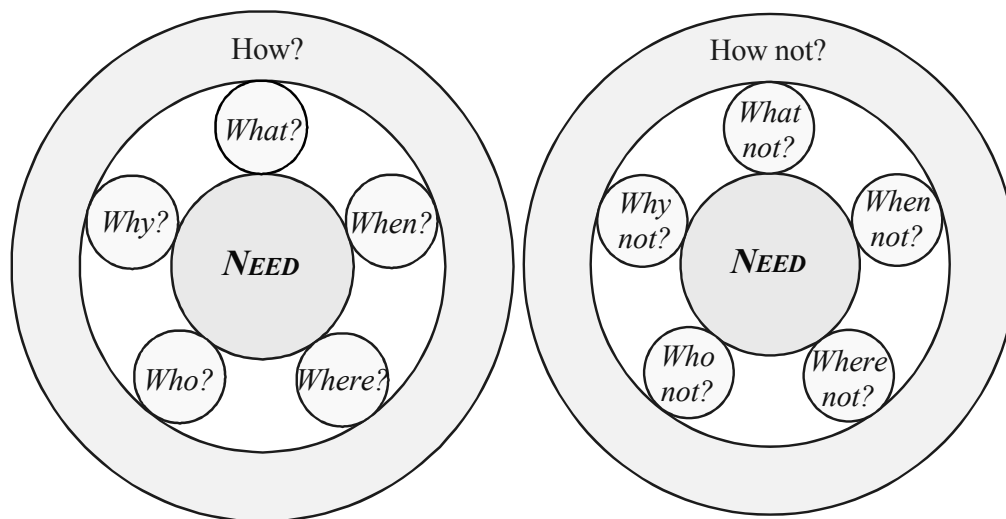 How?
What?
Why?
When?
NEED
Who?
Where?
How not?
What
not?
Why
not?
When
not?
NEED
Who
not?
Where
not?